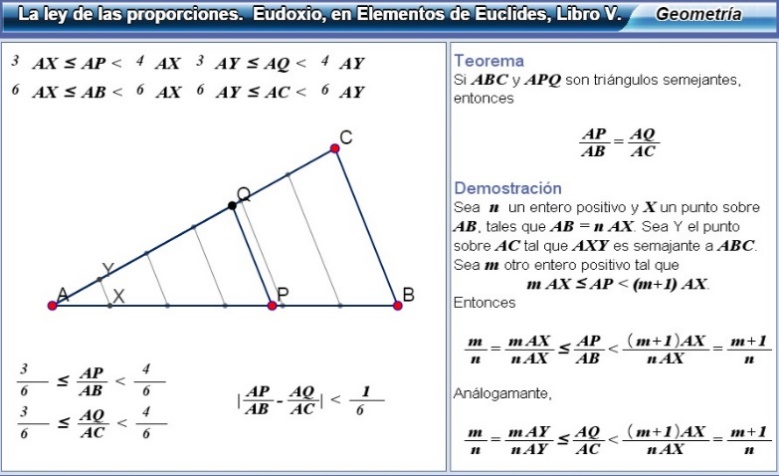 La ley de las proporciones. Eudoxio, en Elementos de Euclides, Libro V. Geometría
3 AX ≤ AP < 4 AX 3 AY ≤ AQ < 4 AY
6 AX ≤ AB < 6 AX 6 AY ≤ AC < 6 AY
C
Q
Y
A X P B
3/6 ≤ AP/AB < 4/6
3/6 ≤ AQ/AC < 4/6
|AP/AB - AQ/AC| < 1/6
Teorema
Si ABC y APQ son triángulos semejantes,
entonces
AP/AB = AQ/AC
Demostración
Sea n un entero positivo y X un punto sobre
AB, tales que AB = n AX. Sea Y el punto
sobre AC tal que AXY es semajante a ABC.
Sea m otro entero positivo tal que
m AX ≤ AP < (m+1) AX.
Entonces
m/n = m AX/n AX ≤ AP/AB < (m+1)AX/n AX = m+1/n
Análogamante,
m/n = m AY/n AY ≤ AQ/AC < (m+1)AX/n AX = m+1/n